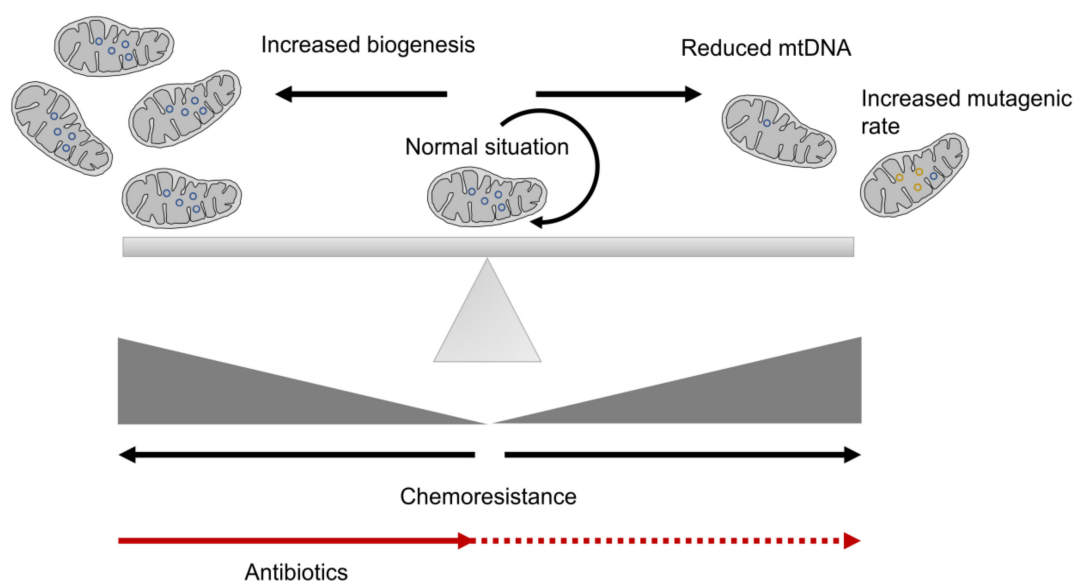 Increased biogenesis
Reduced mtDNA
Increased mutagenic
rate
Normal situation
Chemoresistance
Antibiotics